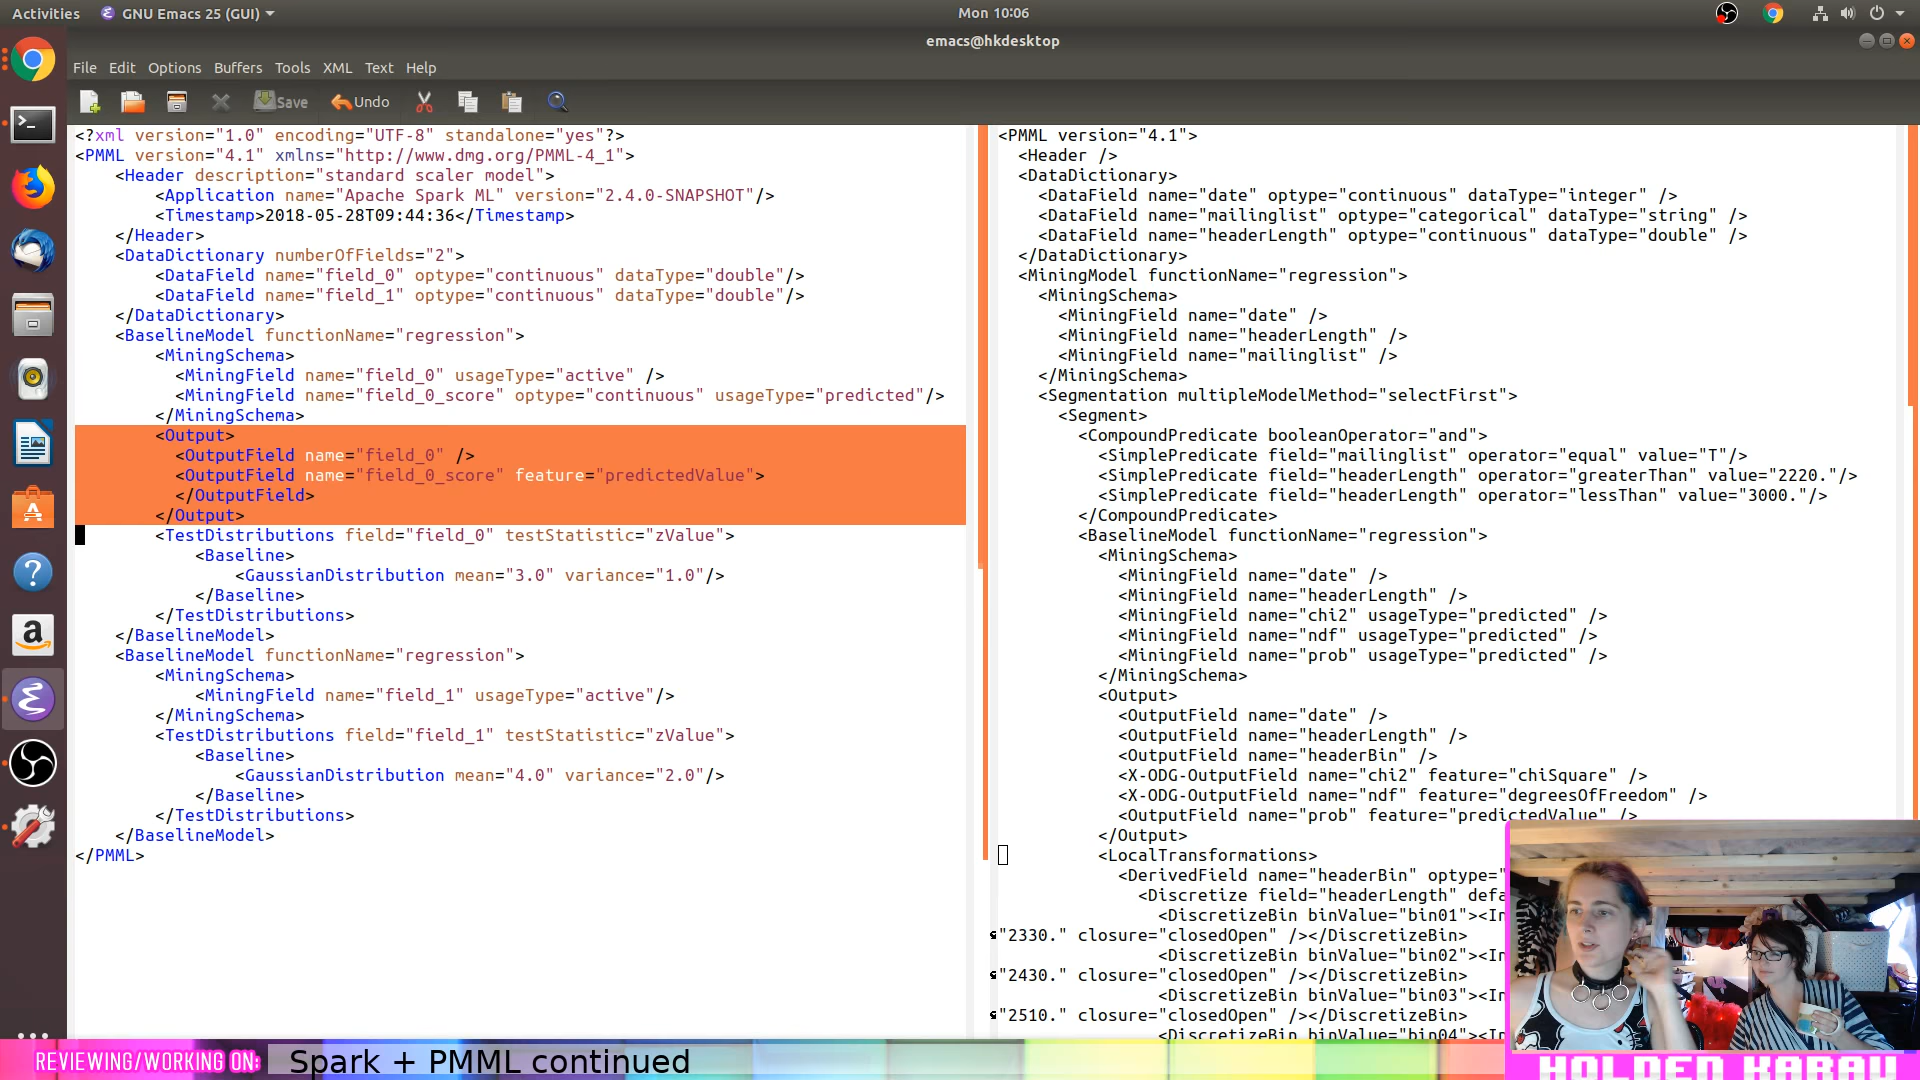 Activities GNU Emacs 25 (GUI) Mon 10:06
emacs@hkdesktop
File Edit Options Buffers Tools XML Text Help
Save Undo
<?xml version="1.0" encoding="UTF-8" standalone="yes"?>
<PMML version="4.1" xmlns="http://www.dmg.org/PMML-4_1">
<Header description="standard scaler model">
<Application name="Apache Spark ML" version="2.4.0-SNAPSHOT"/>
<Timestamp>2018-05-28T09:44:36</Timestamp>
</Header>
<DataDictionary numberOfFields="2">
<DataField name="field_0" optype="continuous" dataType="double"/>
<DataField name="field_1" optype="continuous" dataType="double"/>
</DataDictionary>
<BaselineModel functionName="regression">
<MiningSchema>
<MiningField name="field_0" usageType="active" />
<MiningField name="field_0_score" optype="continuous" usageType="predicted"/>
</MiningSchema>
<Output>
<OutputField name="field_0" />
<OutputField name="field_0_score" feature="predictedValue">
</OutputField>
</Output>
<TestDistributions field="field_0" testStatistic="zValue">
<Baseline>
<GaussianDistribution mean="3.0" variance="1.0"/>
</Baseline>
</TestDistributions>
</BaselineModel>
<BaselineModel functionName="regression">
<MiningSchema>
<MiningField name="field_1" usageType="active"/>
</MiningSchema>
<TestDistributions field="field_1" testStatistic="zValue">
<Baseline>
<GaussianDistribution mean="4.0" variance="2.0"/>
</Baseline>
</TestDistributions>
</BaselineModel>
</PMML>
<PMML version="4.1">
<Header />
<DataDictionary>
<DataField name="date" optype="continuous" dataType="integer" />
<DataField name="mailinglist" optype="categorical" dataType="string" />
<DataField name="headerLength" optype="continuous" dataType="double" />
</DataDictionary>
<MiningModel functionName="regression">
<MiningSchema>
<MiningField name="date" />
<MiningField name="headerLength" />
<MiningField name="mailinglist" />
</MiningSchema>
<Segmentation multipleModelMethod="selectFirst">
<Segment>
<CompoundPredicate booleanOperator="and">
<SimplePredicate field="mailinglist" operator="equal" value="T"/>
<SimplePredicate field="headerLength" operator="greaterThan" value="2220."/>
<SimplePredicate field="headerLength" operator="lessThan" value="3000."/>
</CompoundPredicate>
<BaselineModel functionName="regression">
<MiningSchema>
<MiningField name="date" />
<MiningField name="headerLength" />
<MiningField name="chi2" usageType="predicted" />
<MiningField name="ndf" usageType="predicted" />
<MiningField name="prob" usageType="predicted" />
</MiningSchema>
<Output>
<OutputField name="date" />
<OutputField name="headerLength" />
<OutputField name="headerBin" />
<X-ODG-OutputField name="chi2" feature="chiSquare" />
<X-ODG-OutputField name="ndf" feature="degreesOfFreedom" />
<OutputField name="prob" feature="predictedValue" />
</Output>
<LocalTransformations>
<DerivedField name="headerBin" optype="
<Discretize field="headerLength" defa
<DiscretizeBin binValue="bin01"><In
"2330." closure="closedOpen" /></DiscretizeBin>
<DiscretizeBin binValue="bin02"><In
"2430." closure="closedOpen" /></DiscretizeBin>
<DiscretizeBin binValue="bin03"><In
"2510." closure="closedOpen" /></DiscretizeBin>
<DiscretizeBin binValue="bin04"><In
REVIEWING/WORKING ON: Spark + PMML continued
HOLDEN KARAU